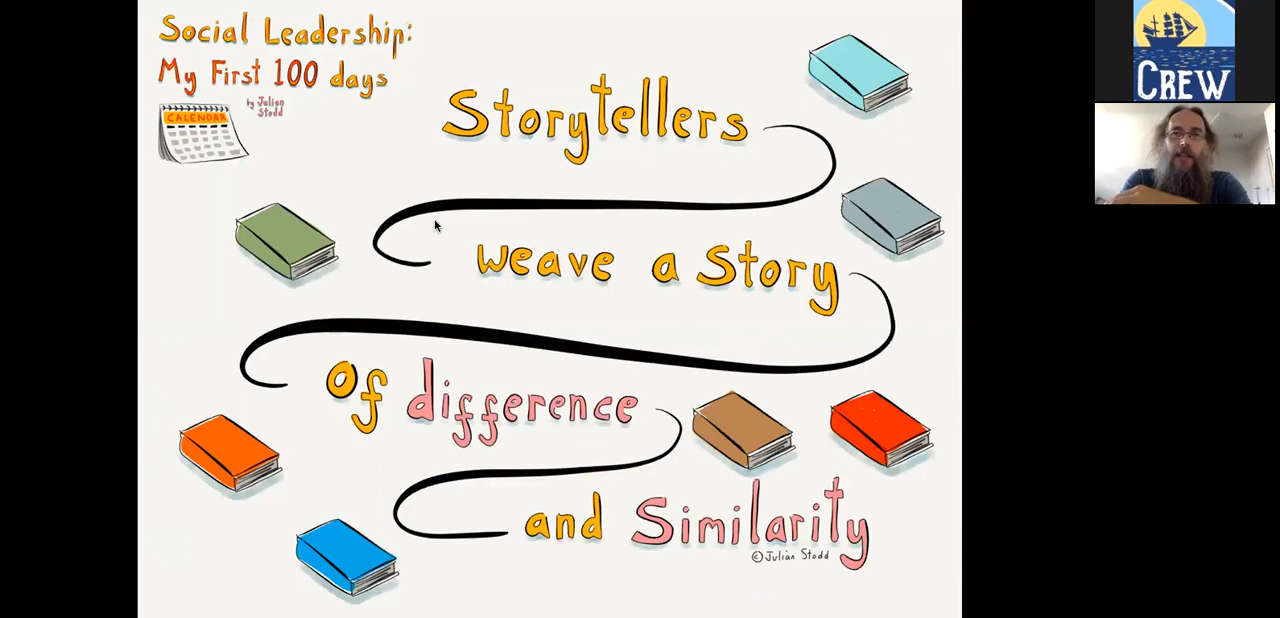 Social Leadership:
My First 100 days
by Julian
Stodd
CALENDAR
Storytellers
weave a Story
of difference
and Similarity
©Julian Stodd
CREW